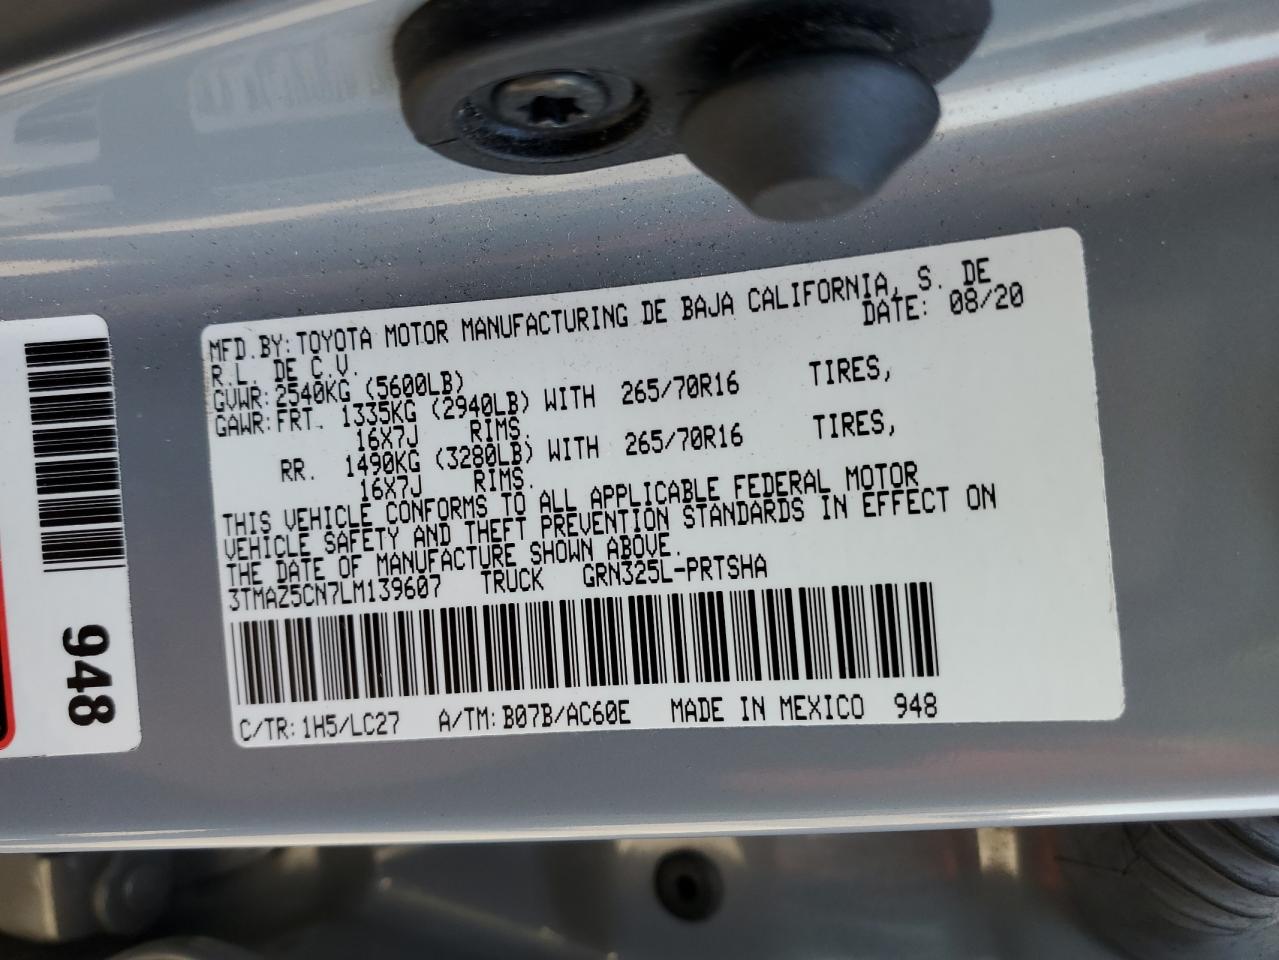 MFD.BY:TOYOTA MOTOR MANUFACTURING DE BAJA CALIFORNIA, S. DE
R.L. DE C.V. DATE: 08/20
GVWR:2540KG (5600LB)
GAWR:FRT. 1335KG (2940LB) WITH 265/70R16 TIRES,
16X7J RIMS.
RR. 1490KG (3280LB) WITH 265/70R16 TIRES,
16X7J RIMS.
THIS VEHICLE CONFORMS TO ALL APPLICABLE FEDERAL MOTOR
VEHICLE SAFETY AND THEFT PREVENTION STANDARDS IN EFFECT ON
THE DATE OF MANUFACTURE SHOWN ABOVE.
3TMAZ5CN7LM139607 TRUCK GRN325L-PRTSHA
C/TR:1H5/LC27 A/TM:B07B/AC60E MADE IN MEXICO 948
948